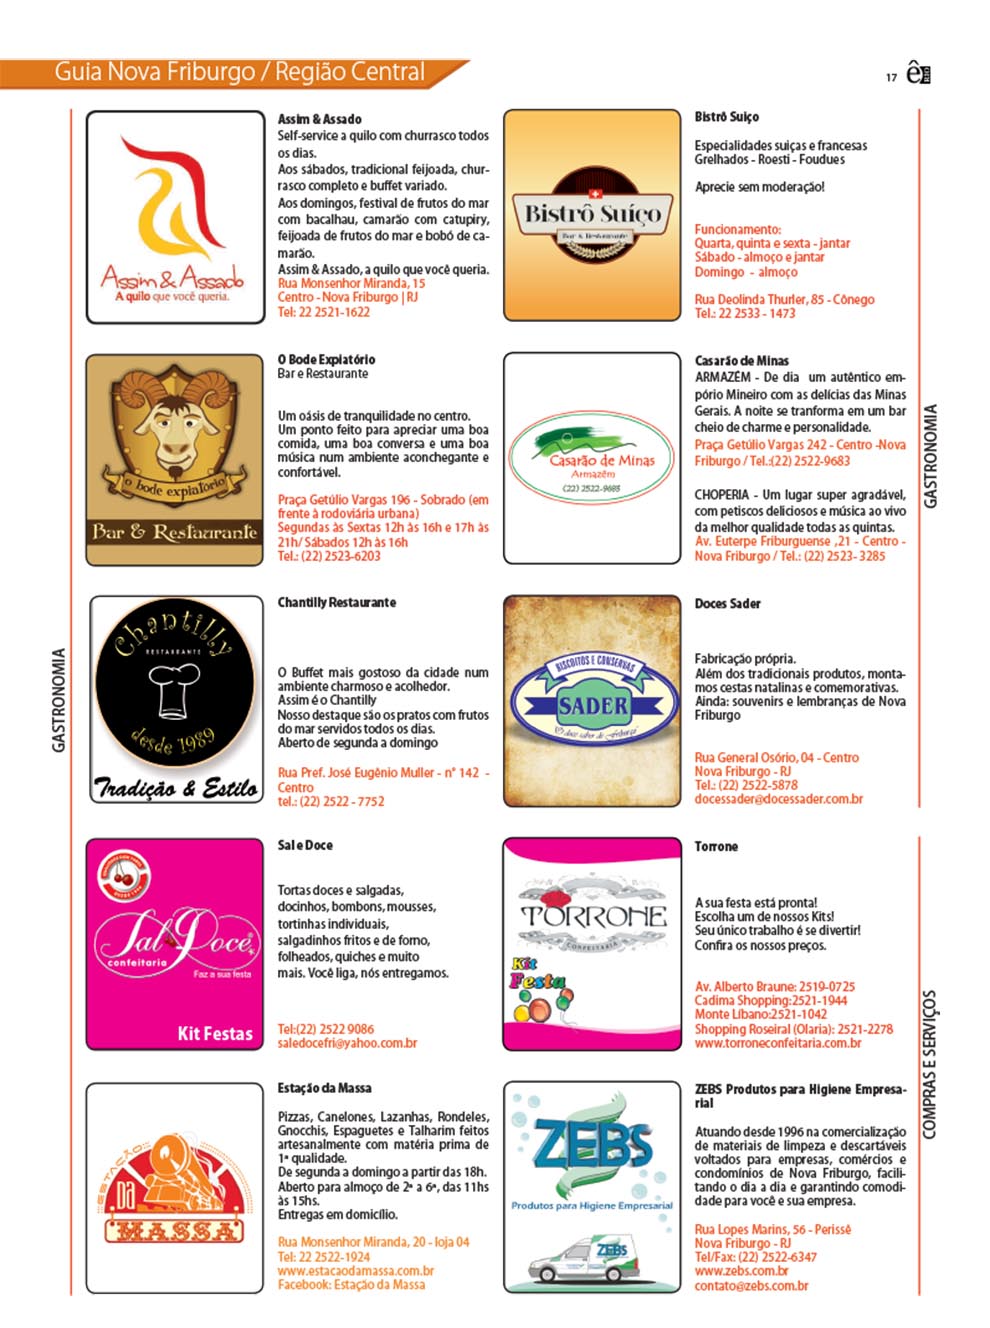 Guia Nova Friburgo / Região Central
17 ê
GASTRONOMIA
Assim & Assado
A quilo que você queria.
Assim & Assado
Self-service a quilo com churrasco todos
os dias.
Aos sábados, tradicional feijoada, chur-
rasco completo e buffet variado.
Aos domingos, festival de frutos do mar
com bacalhau, camarão com catupiry,
feijoada de frutos do mar e bobó de ca-
marão.
Assim & Assado, a quilo que você queria.
Rua Monsenhor Miranda, 15
Centro - Nova Friburgo | RJ
Tel: 22 2521-1622
o bode expiatório
Bar & Restaurante
O Bode Expiatório
Bar e Restaurante
Um oásis de tranquilidade no centro.
Um ponto feito para apreciar uma boa
comida, uma boa conversa e uma boa
música num ambiente aconchegante e
confortável.
Praça Getúlio Vargas 196 - Sobrado (em
frente à rodoviária urbana)
Segundas às Sextas 12h às 16h e 17h às
21h/ Sábados 12h às 16h
Tel.: (22) 2523-6203
Chantilly
RESTAURANTE
desde 1989
Tradição & Estilo
Chantilly Restaurante
O Buffet mais gostoso da cidade num
ambiente charmoso e acolhedor.
Assim é o Chantilly
Nosso destaque são os pratos com frutos
do mar servidos todos os dias.
Aberto de segunda a domingo
Rua Pref. José Eugênio Muller - n° 142 -
Centro
tel.: (22) 2522 - 7752
Sal e Doce
confeitaria
Faz a sua festa
Kit Festas
Sal e Doce
Tortas doces e salgadas,
docinhos, bombons, mousses,
tortinhas individuais,
salgadinhos fritos e de forno,
folheados, quiches e muito
mais. Você liga, nós entregamos.
Tel:(22) 2522 9086
saledocefri@yahoo.com.br
ESTAÇÃO
DA
MASSA
Estação da Massa
Pizzas, Canelones, Lazanhas, Rondeles,
Gnocchis, Espaguetes e Talharim feitos
artesanalmente com matéria prima de
1ª qualidade.
De segunda a domingo a partir das 18h.
Aberto para almoço de 2ª a 6ª, das 11hs
às 15hs.
Entregas em domicílio.
Rua Monsenhor Miranda, 20 - loja 04
Tel: 22 2522-1924
www.estacaodamassa.com.br
Facebook: Estação da Massa
Bistrô Suíço
Bar & Restaurante
Bistrô Suiço
Especialidades suiças e francesas
Grelhados - Roesti - Foudues
Aprecie sem moderação!
Funcionamento:
Quarta, quinta e sexta - jantar
Sábado - almoço e jantar
Domingo - almoço
Rua Deolinda Thurler, 85 - Cônego
Tel.: 22 2533 - 1473
Casarão de Minas
Armazém
(22) 2522-9683
Casarão de Minas
ARMAZÉM - De dia um autêntico em-
pório Mineiro com as delícias das Minas
Gerais. A noite se tranforma em um bar
cheio de charme e personalidade.
Praça Getúlio Vargas 242 - Centro -Nova
Friburgo / Tel.:(22) 2522-9683
CHOPERIA - Um lugar super agradável,
com petiscos deliciosos e música ao vivo
da melhor qualidade todas as quintas.
Av. Euterpe Friburguense ,21 - Centro -
Nova Friburgo / Tel.: (22) 2523- 3285
BISCOITOS E CONSERVAS
SADER
"O doce sabor de Friburgo"
Doces Sader
Fabricação própria.
Além dos tradicionais produtos, monta-
mos cestas natalinas e comemorativas.
Ainda: souvenirs e lembranças de Nova
Friburgo
Rua General Osório, 04 - Centro
Nova Friburgo - RJ
Tel.: (22) 2522-5878
docessader@docessader.com.br
GASTRONOMIA
TORRONE
CONFEITARIA
Kit
Festa
Torrone
A sua festa está pronta!
Escolha um de nossos Kits!
Seu único trabalho é se divertir!
Confira os nossos preços.
Av. Alberto Braune: 2519-0725
Cadima Shopping:2521-1944
Monte Líbano:2521-1042
Shopping Roseiral (Olaria): 2521-2278
www.torroneconfeitaria.com.br
ZEBS
Produtos para Higiene Empresarial
ZEBS
ZEBS Produtos para Higiene Empresa-
rial
Atuando desde 1996 na comercialização
de materiais de limpeza e descartáveis
voltados para empresas, comércios e
condomínios de Nova Friburgo, facili-
tando o dia a dia e garantindo comodi-
dade para você e sua empresa.
Rua Lopes Marins, 56 - Perissê
Nova Friburgo - RJ
Tel/Fax: (22) 2522-6347
www.zebs.com.br
contato@zebs.com.br
COMPRAS E SERVIÇOS